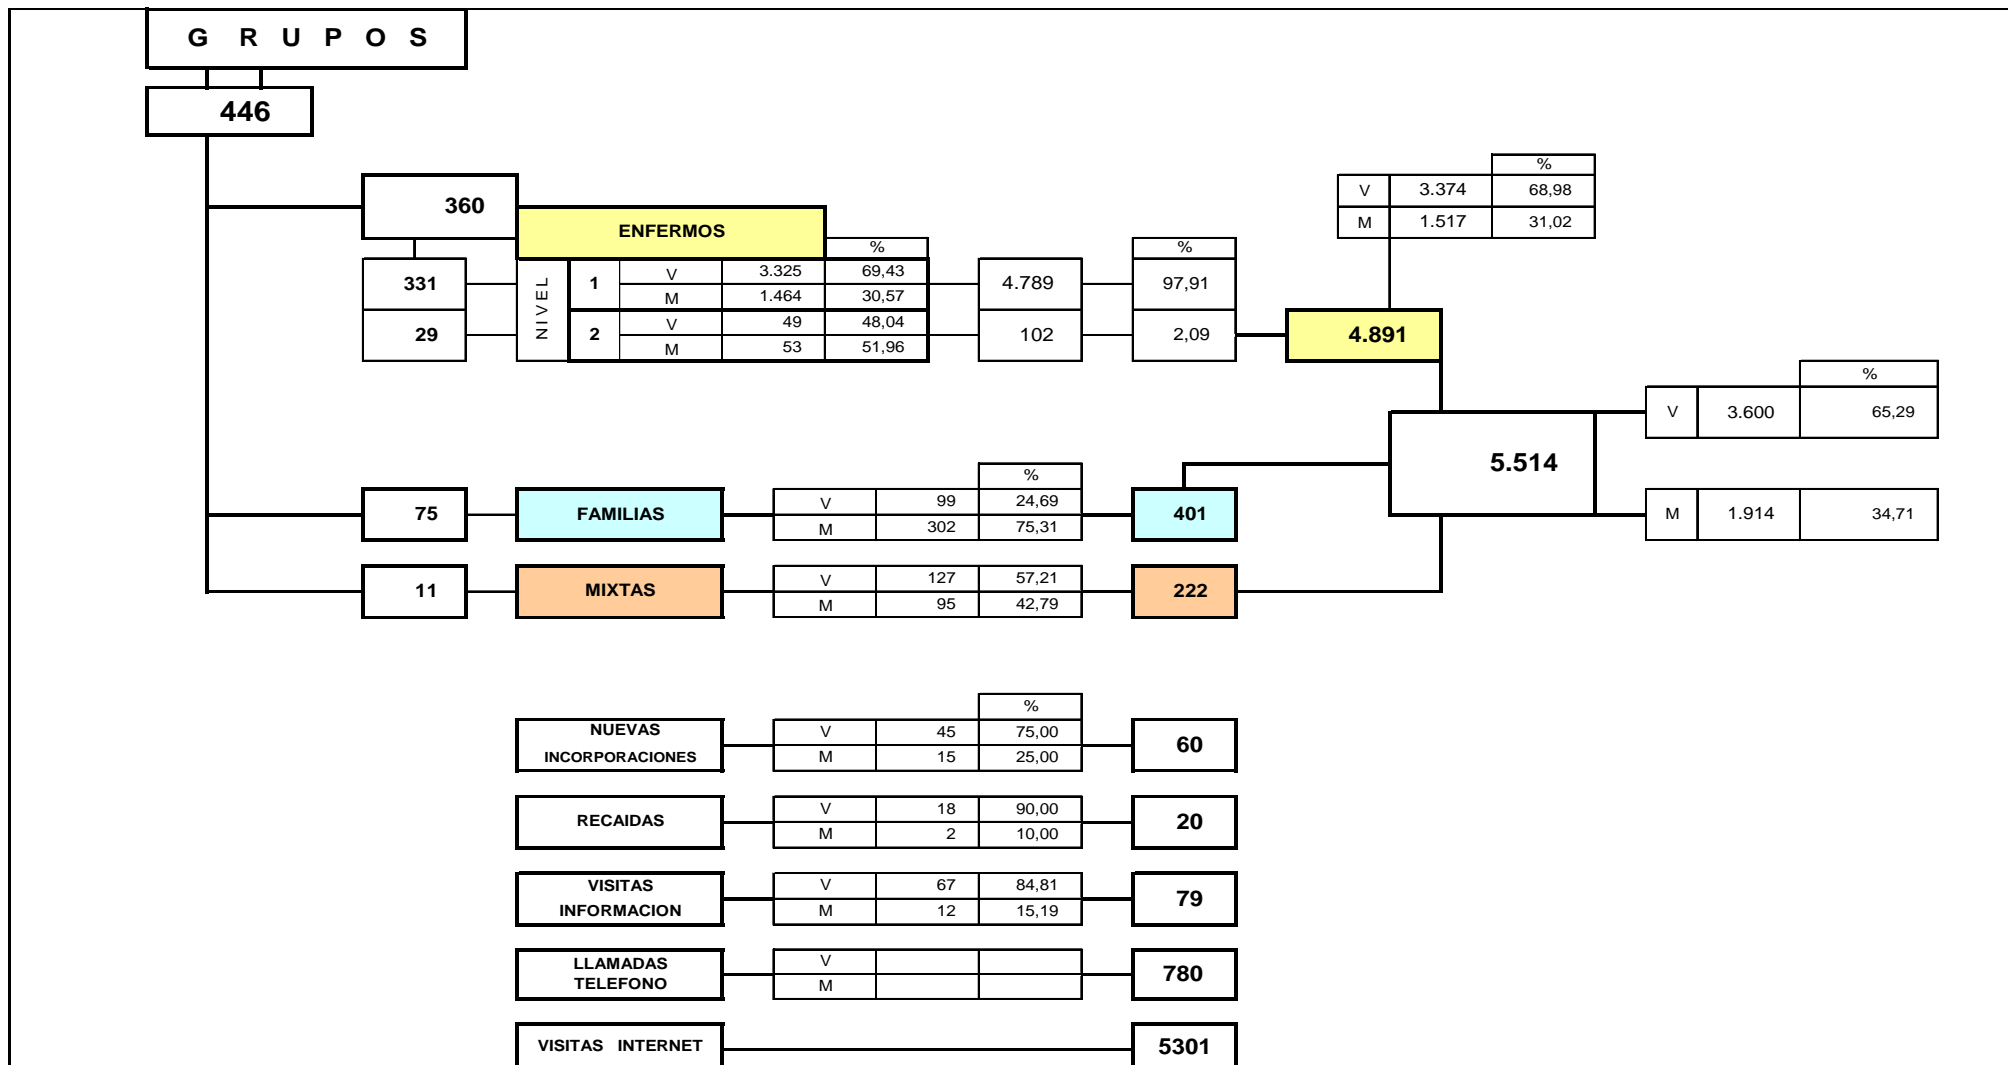 G R U P O S
446
%
V 3.374 68,98
M 1.517 31,02
360
ENFERMOS
% %
331 NIVEL 1 V 3.325 69,43 4.789 97,91
M 1.464 30,57
29 2 V 49 48,04 102 2,09 4.891
M 53 51,96
%
V 3.600 65,29
5.514
M 1.914 34,71
%
75 FAMILIAS V 99 24,69 401
M 302 75,31
11 MIXTAS V 127 57,21 222
M 95 42,79
%
NUEVAS V 45 75,00 60
INCORPORACIONES M 15 25,00
RECAIDAS V 18 90,00 20
M 2 10,00
VISITAS V 67 84,81 79
INFORMACION M 12 15,19
LLAMADAS V 780
TELEFONO M
VISITAS INTERNET 5301